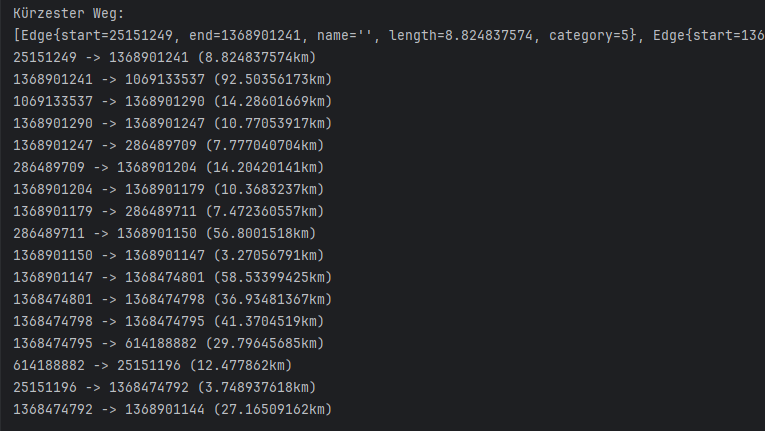 Kürzester Weg:
[Edge{start=25151249, end=1368901241, name='', length=8.824837574, category=5}, Edge{start=136
25151249 -> 1368901241 (8.824837574km)
1368901241 -> 1069133537 (92.50356173km)
1069133537 -> 1368901290 (14.28601669km)
1368901290 -> 1368901247 (10.77053917km)
1368901247 -> 286489709 (7.777040704km)
286489709 -> 1368901204 (14.20420141km)
1368901204 -> 1368901179 (10.3683237km)
1368901179 -> 286489711 (7.472360557km)
286489711 -> 1368901150 (56.8001518km)
1368901150 -> 1368901147 (3.27056791km)
1368901147 -> 1368474801 (58.53399425km)
1368474801 -> 1368474798 (36.93481367km)
1368474798 -> 1368474795 (41.3704519km)
1368474795 -> 614188882 (29.79645685km)
614188882 -> 25151196 (12.477862km)
25151196 -> 1368474792 (3.748937618km)
1368474792 -> 1368901144 (27.16509162km)